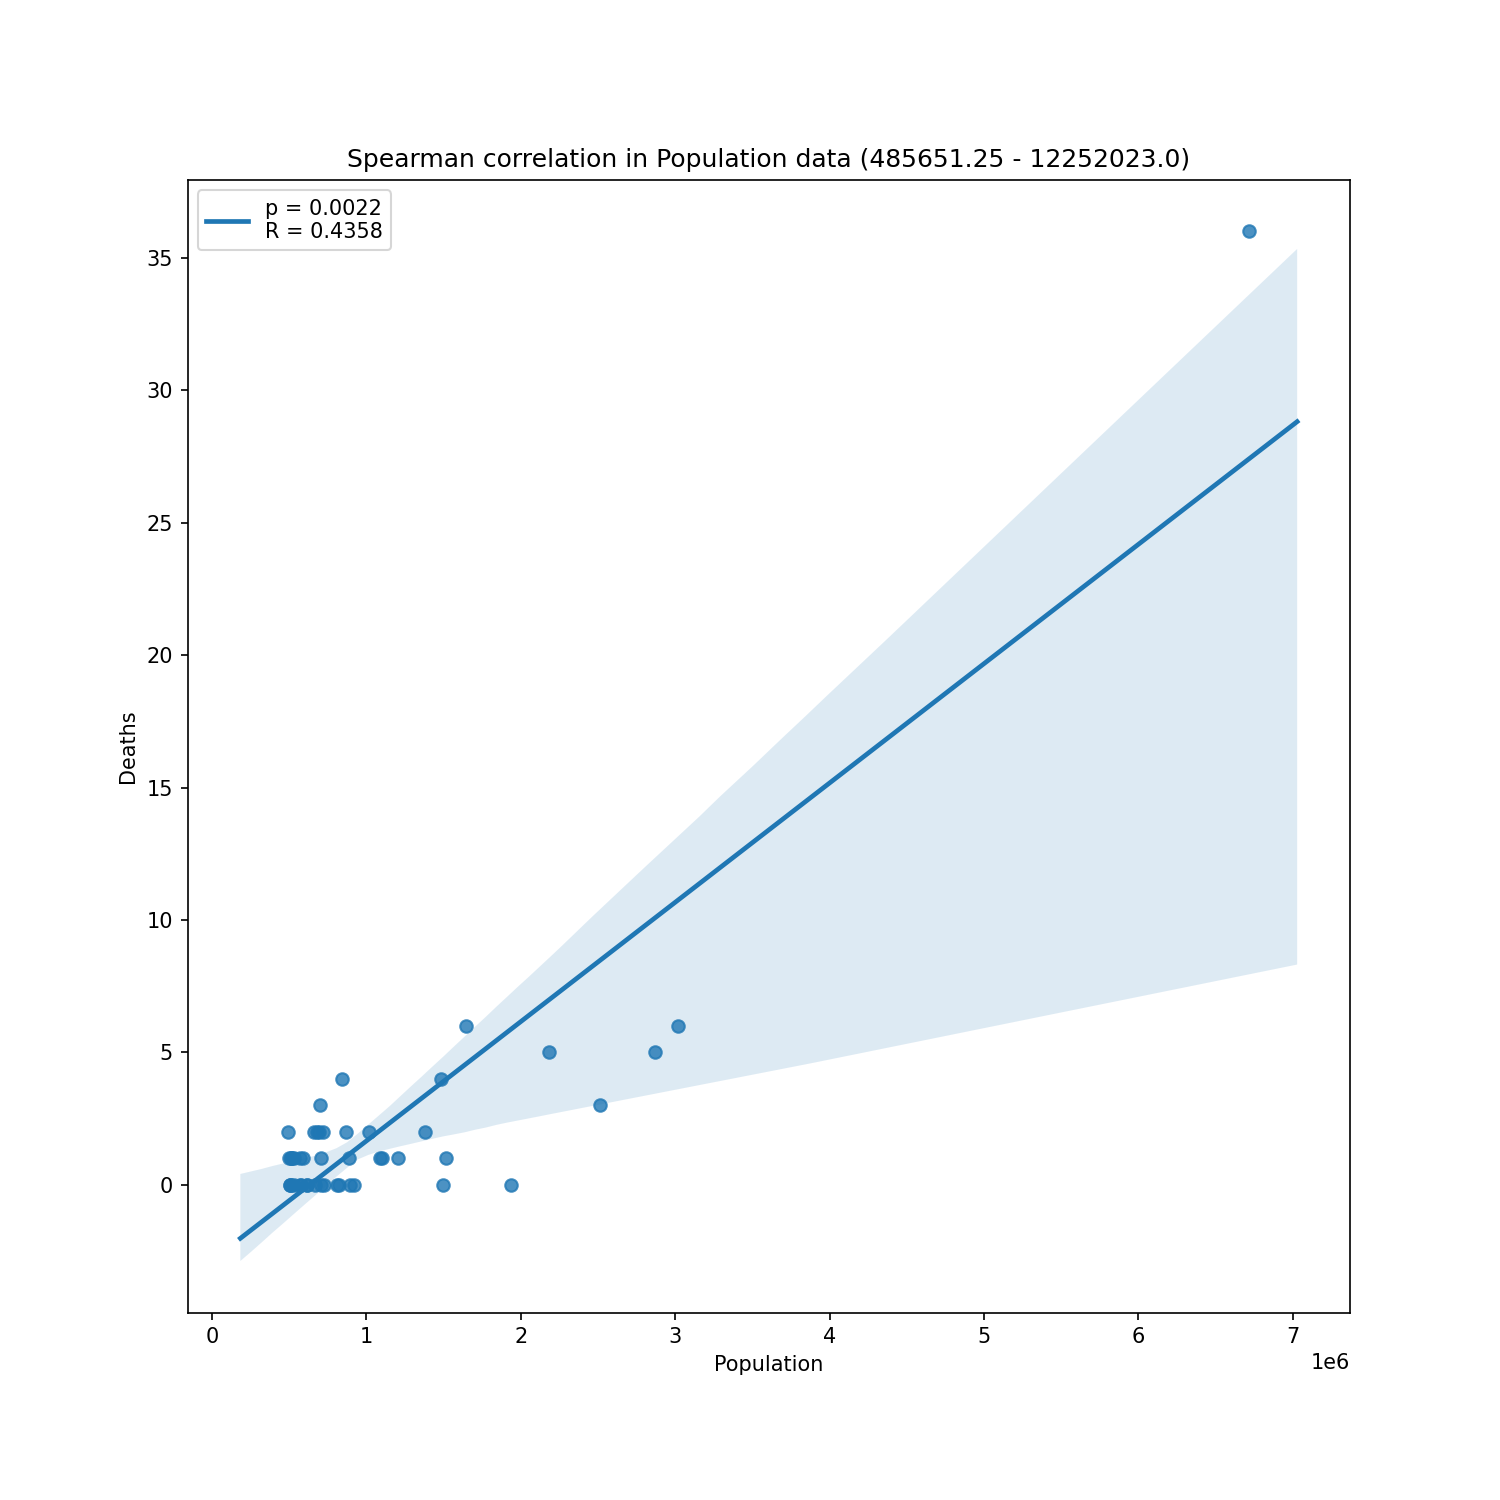 Spearman correlation in Population data (485651.25 - 12252023.0)
p = 0.0022
R = 0.4358
35
30
25
20
15
10
5
0
Deaths
0 1 2 3 4 5 6 7
1e6
Population